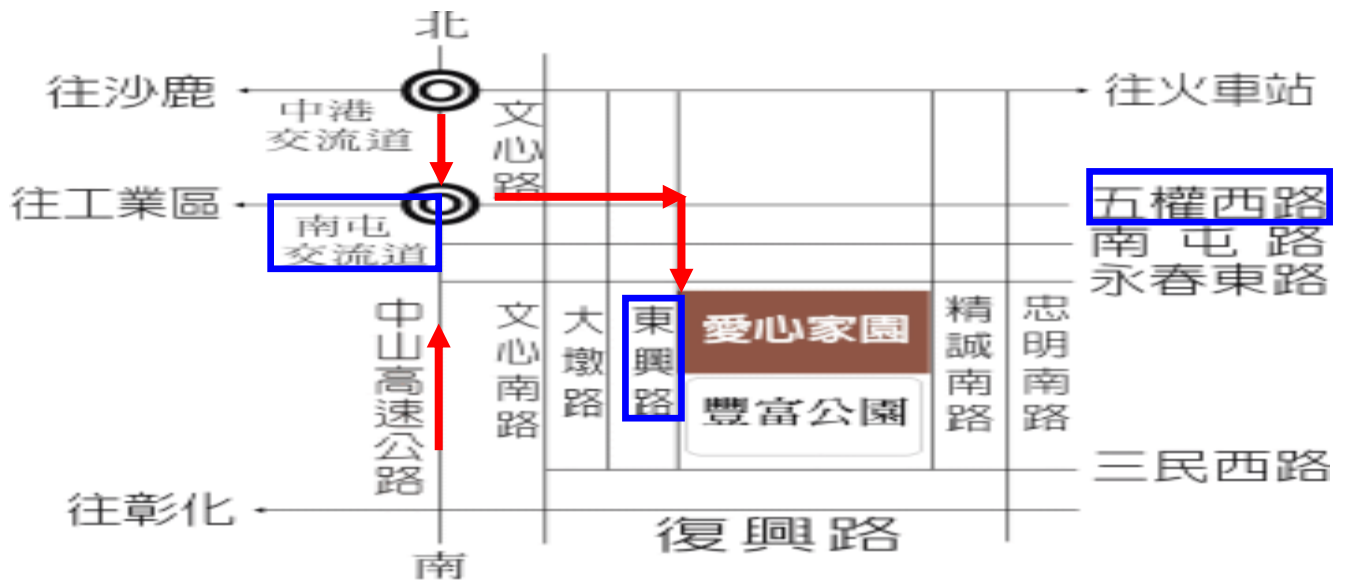 北
往沙鹿
中港
交流道
文心路
往火車站
往工業區
南屯
交流道
五權西路
南屯路
永春東路
中山高速公路
文心南路
大墩路
東興路
愛心家園
豐富公園
精誠南路
忠明南路
三民西路
往彰化
復興路
南